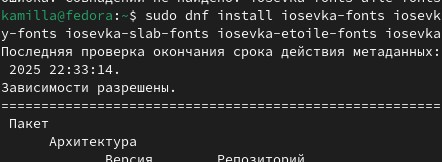 kamilla@fedora:~$ sudo dnf install iosevka-fonts iosevk
y-fonts iosevka-slab-fonts iosevka-etoile-fonts iosevka
Последняя проверка окончания срока действия метаданных:
2025 22:33:14.
Зависимости разрешены.
=======================================================
Пакет
Архитектура
Версия Репозиторий